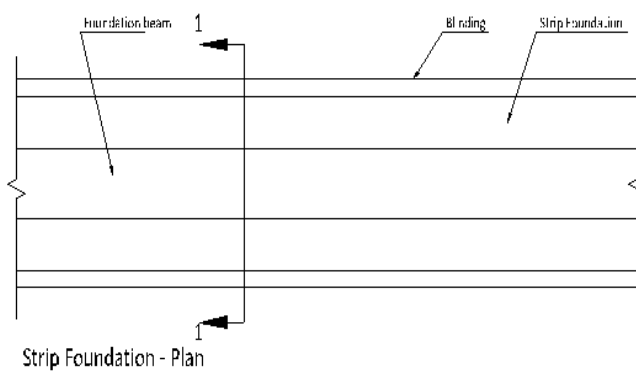 Foundation beam
1
Blinding
Strip Foundation
1
Strip Foundation - Plan